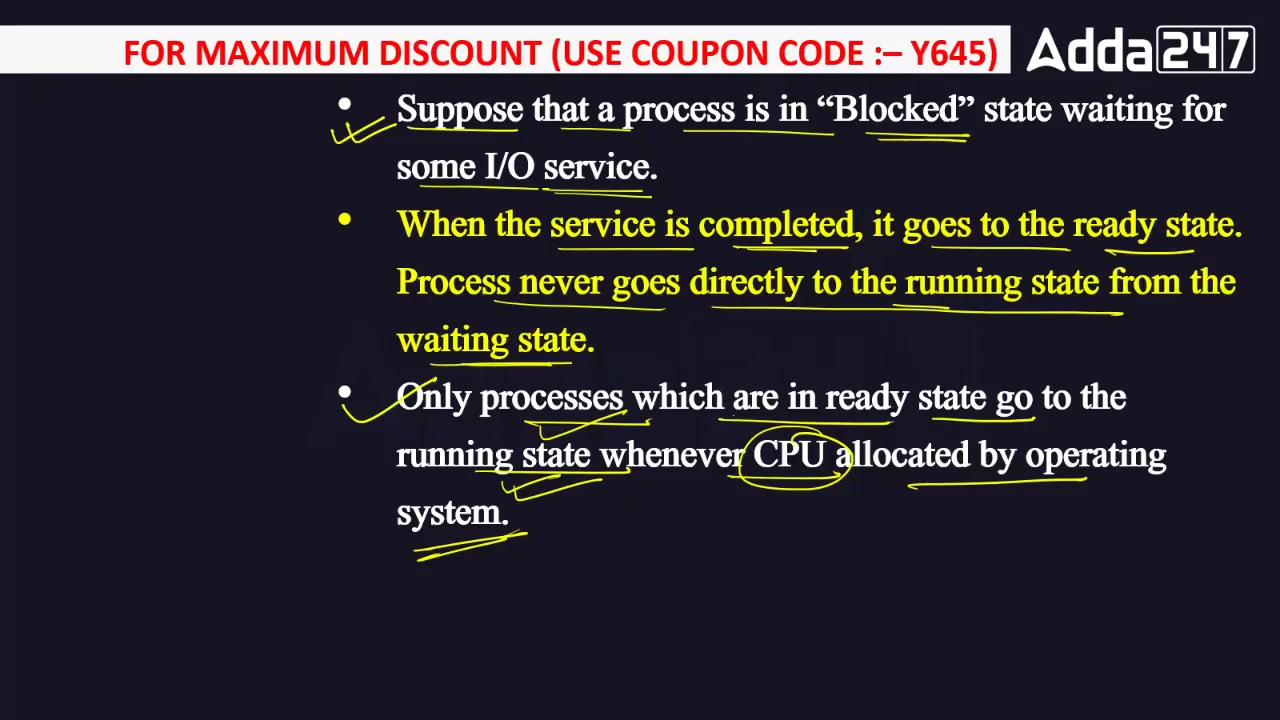 FOR MAXIMUM DISCOUNT (USE COUPON CODE :– Y645)
Adda247
• Suppose that a process is in “Blocked” state waiting for
some I/O service.
• When the service is completed, it goes to the ready state.
Process never goes directly to the running state from the
waiting state.
• Only processes which are in ready state go to the
running state whenever CPU allocated by operating
system.